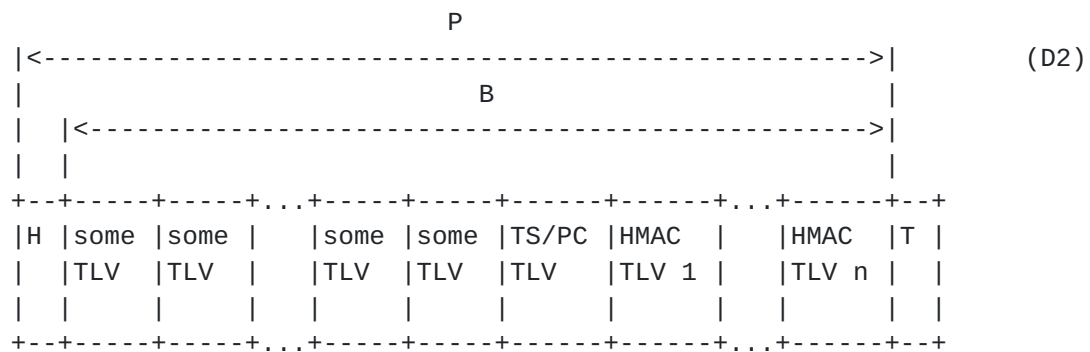 P
|<----------------------------------------------------->|        (D2)
|                             B                         |
|  |<-------------------------------------------------->|
|  |                                                    |
+--+-----+-----+...+-----+-----+------+------+...+------+--+
|H |some |some |   |some |some |TS/PC |HMAC  |   |HMAC  |T |
|  |TLV  |TLV  |   |TLV  |TLV  |TLV   |TLV 1 |   |TLV n |  |
|  |     |     |   |     |     |      |      |   |      |  |
+--+-----+-----+...+-----+-----+------+------+...+------+--+